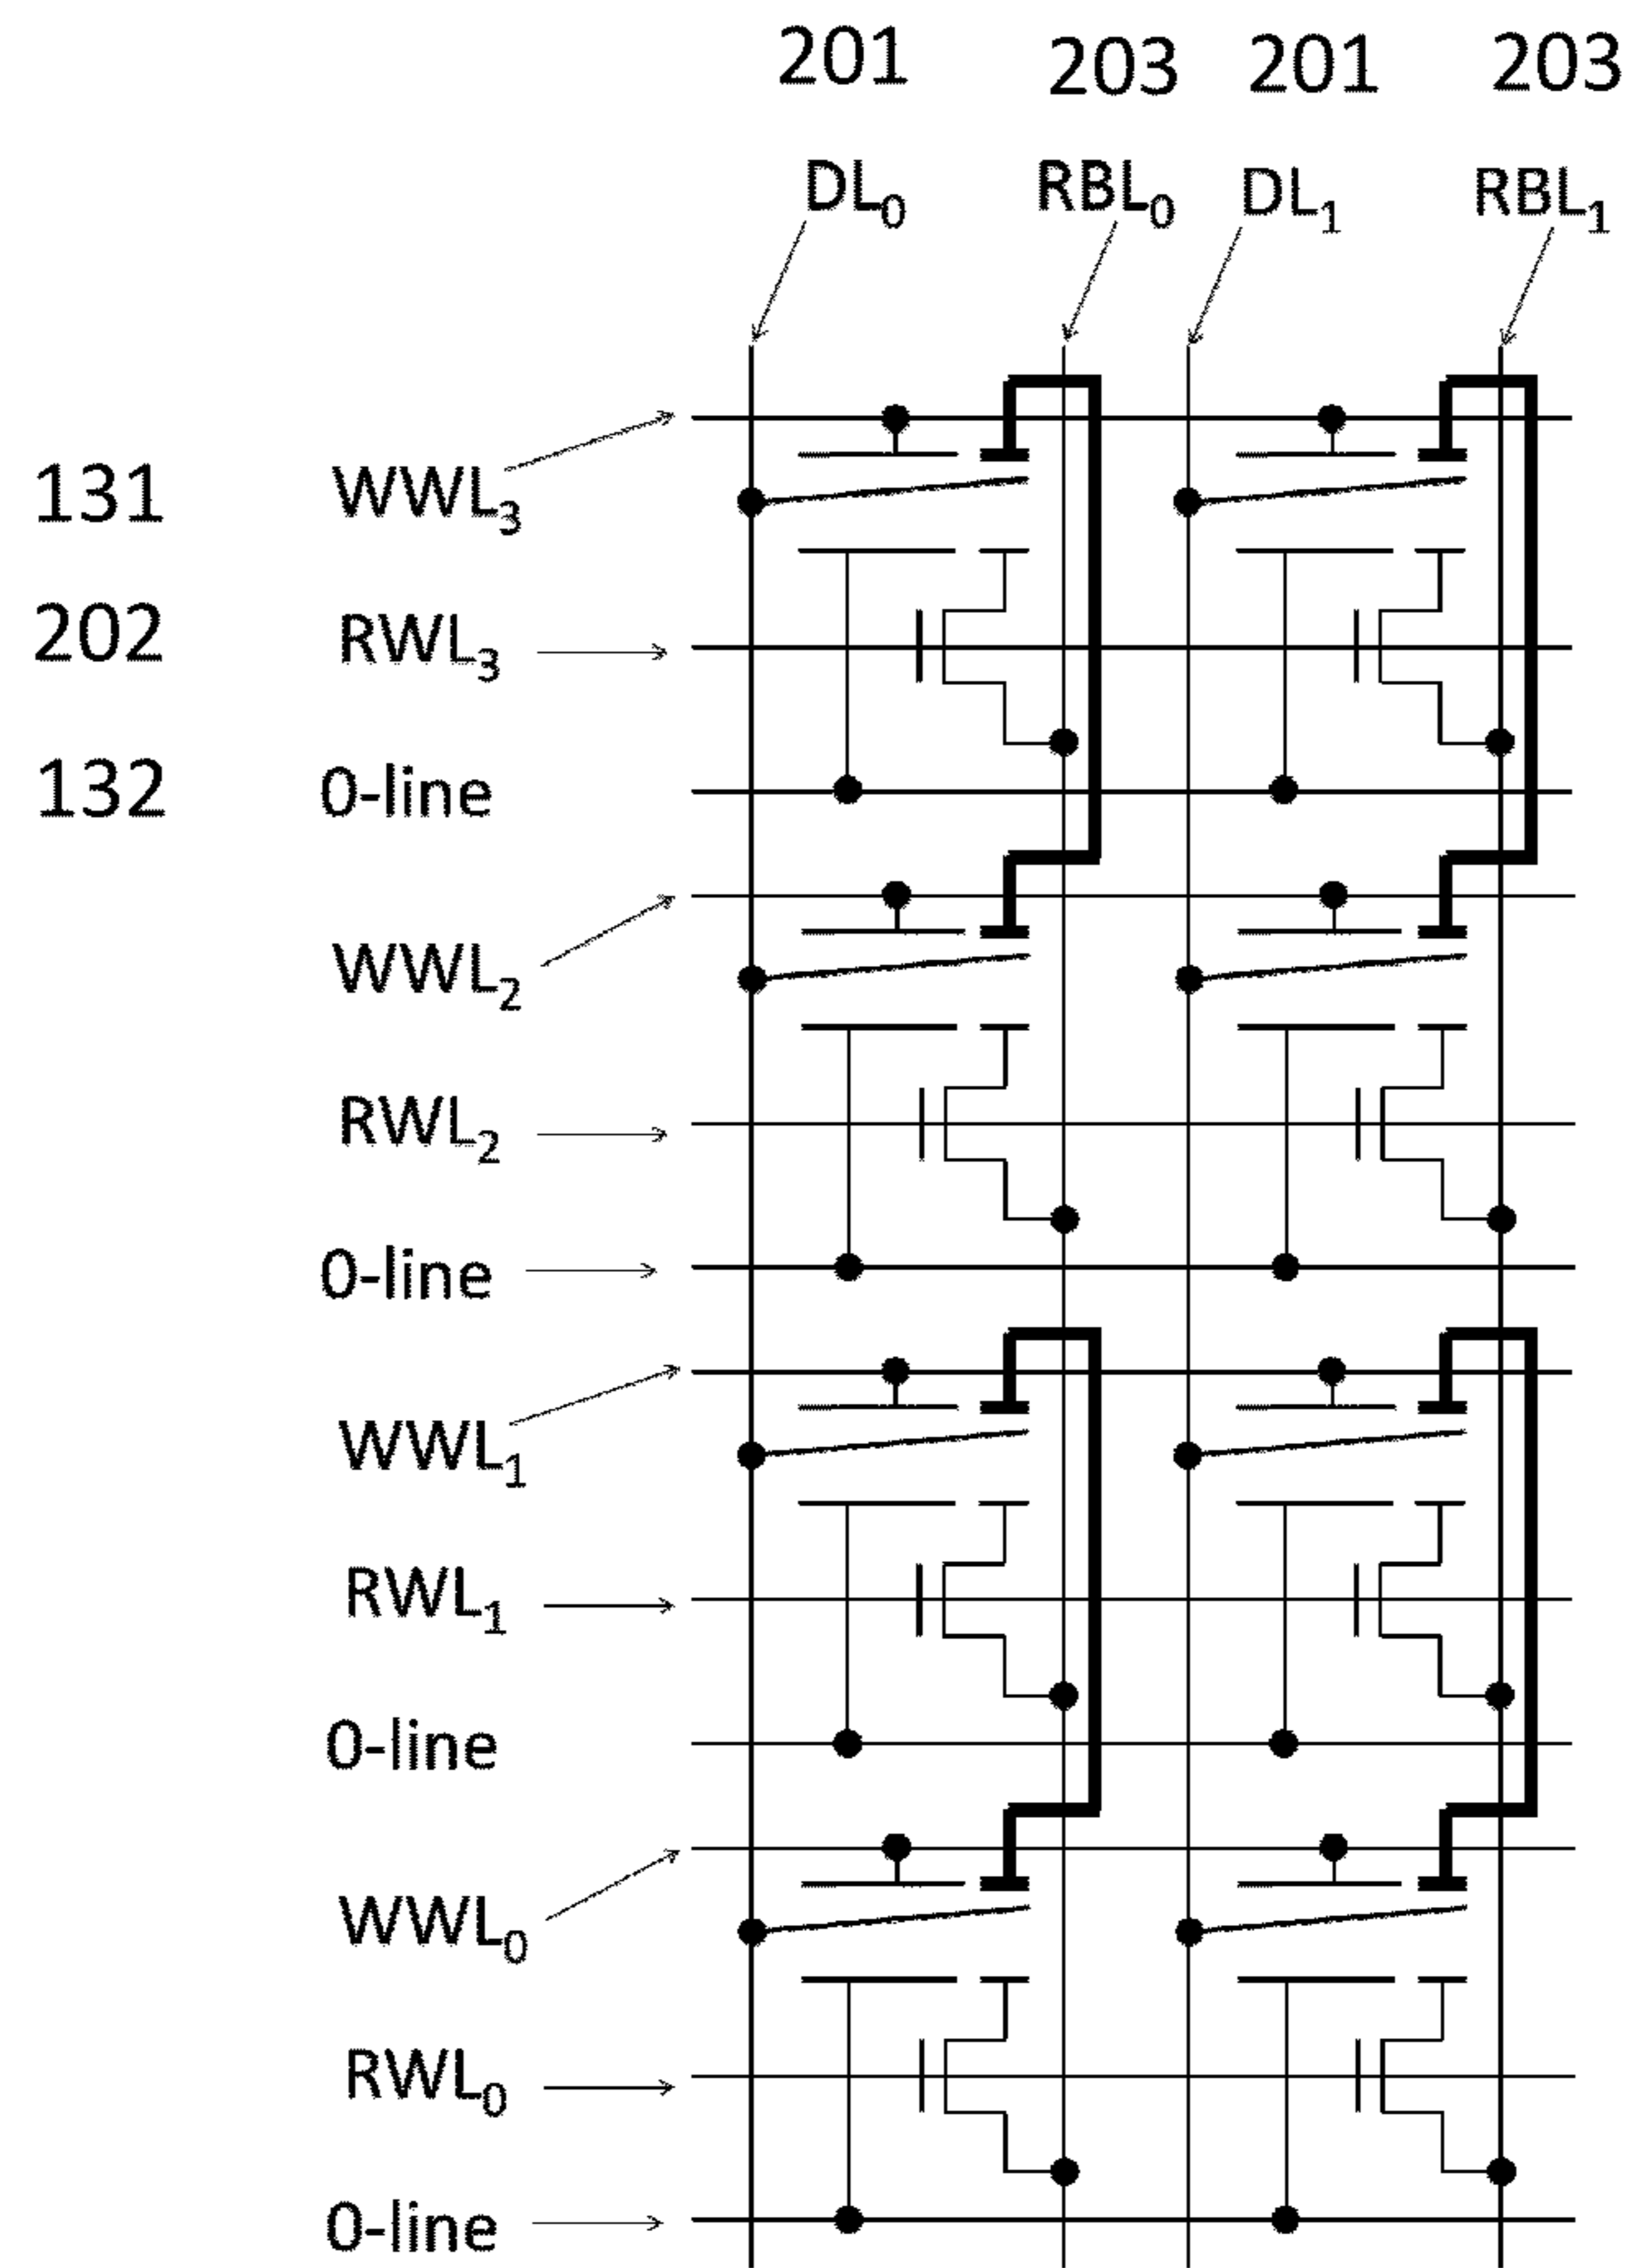 201 203 201 203
DL₀ RBL₀ DL₁ RBL₁
131 WWL₃
202 RWL₃
132 0-line
WWL₂
RWL₂
0-line
WWL₁
RWL₁
0-line
WWL₀
RWL₀
0-line